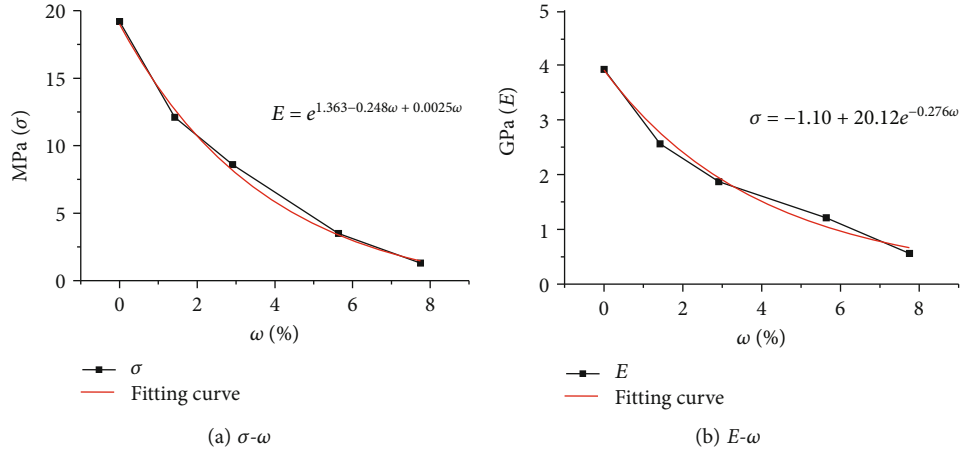 20
15
10
5
0
MPa (σ)
E = e^{1.363−0.248ω + 0.0025ω}
0 2 4 6 8
ω (%)
σ
Fitting curve
(a) σ-ω
5
4
3
2
1
0
GPa (E)
σ = −1.10 + 20.12e^{−0.276ω}
0 2 4 6 8
ω (%)
E
Fitting curve
(b) E-ω